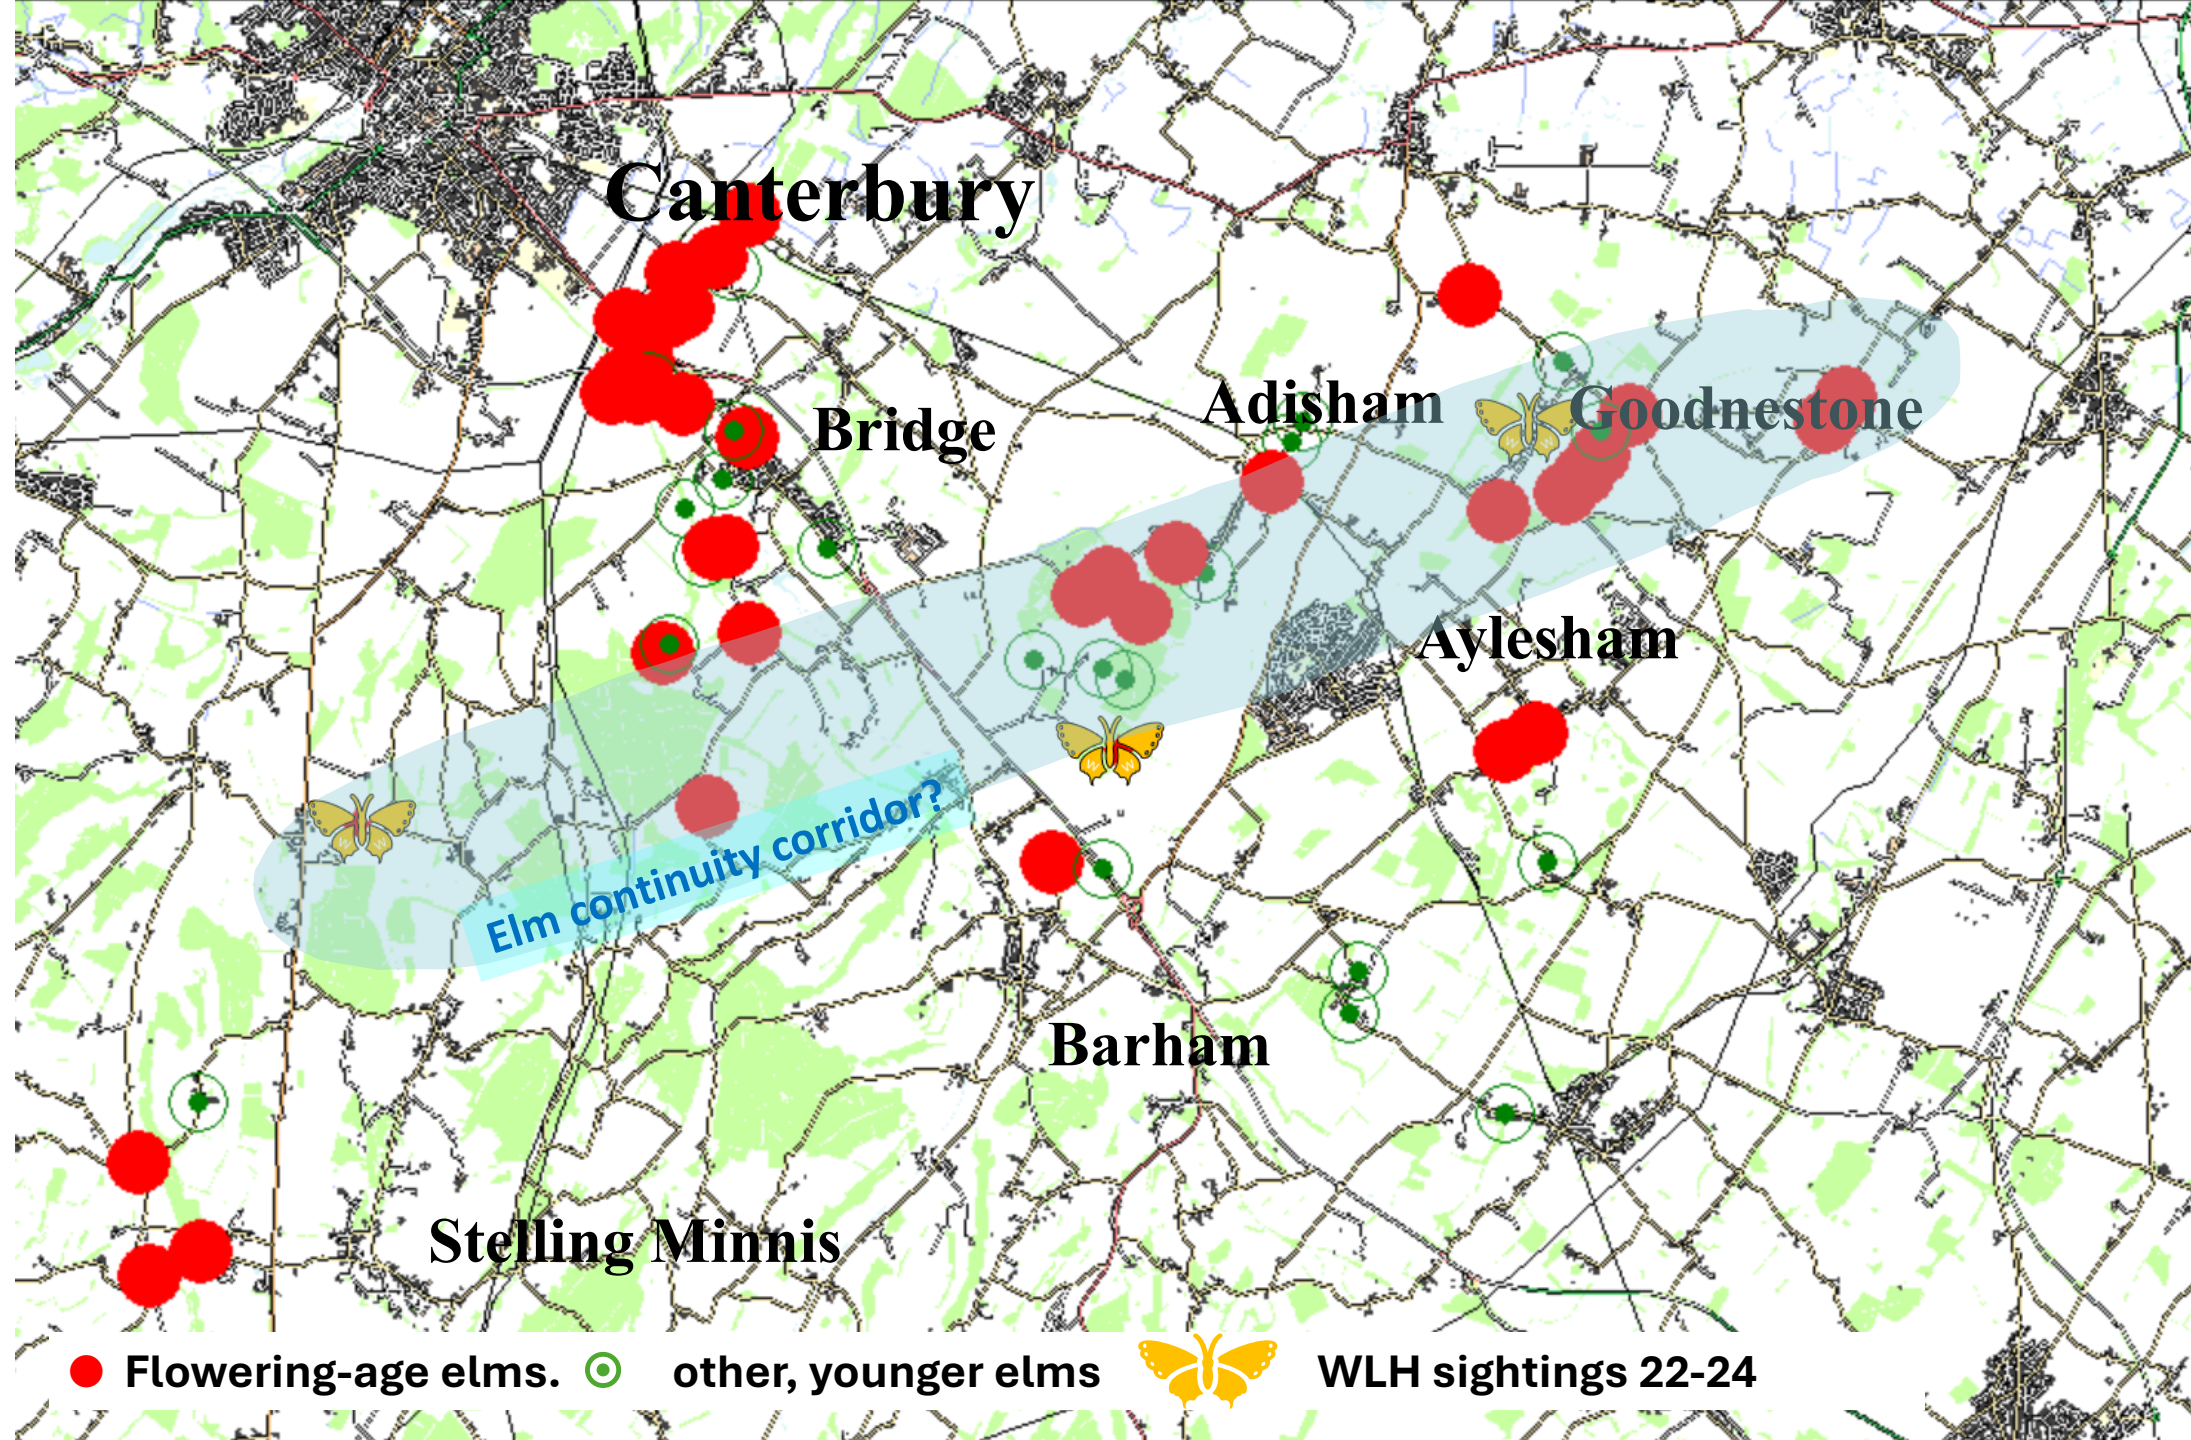 Canterbury
Bridge
Adisham
Goodnestone
Aylesham
Elm continuity corridor?
Barham
Stelling Minnis
Flowering-age elms.
other, younger elms
WLH sightings 22-24